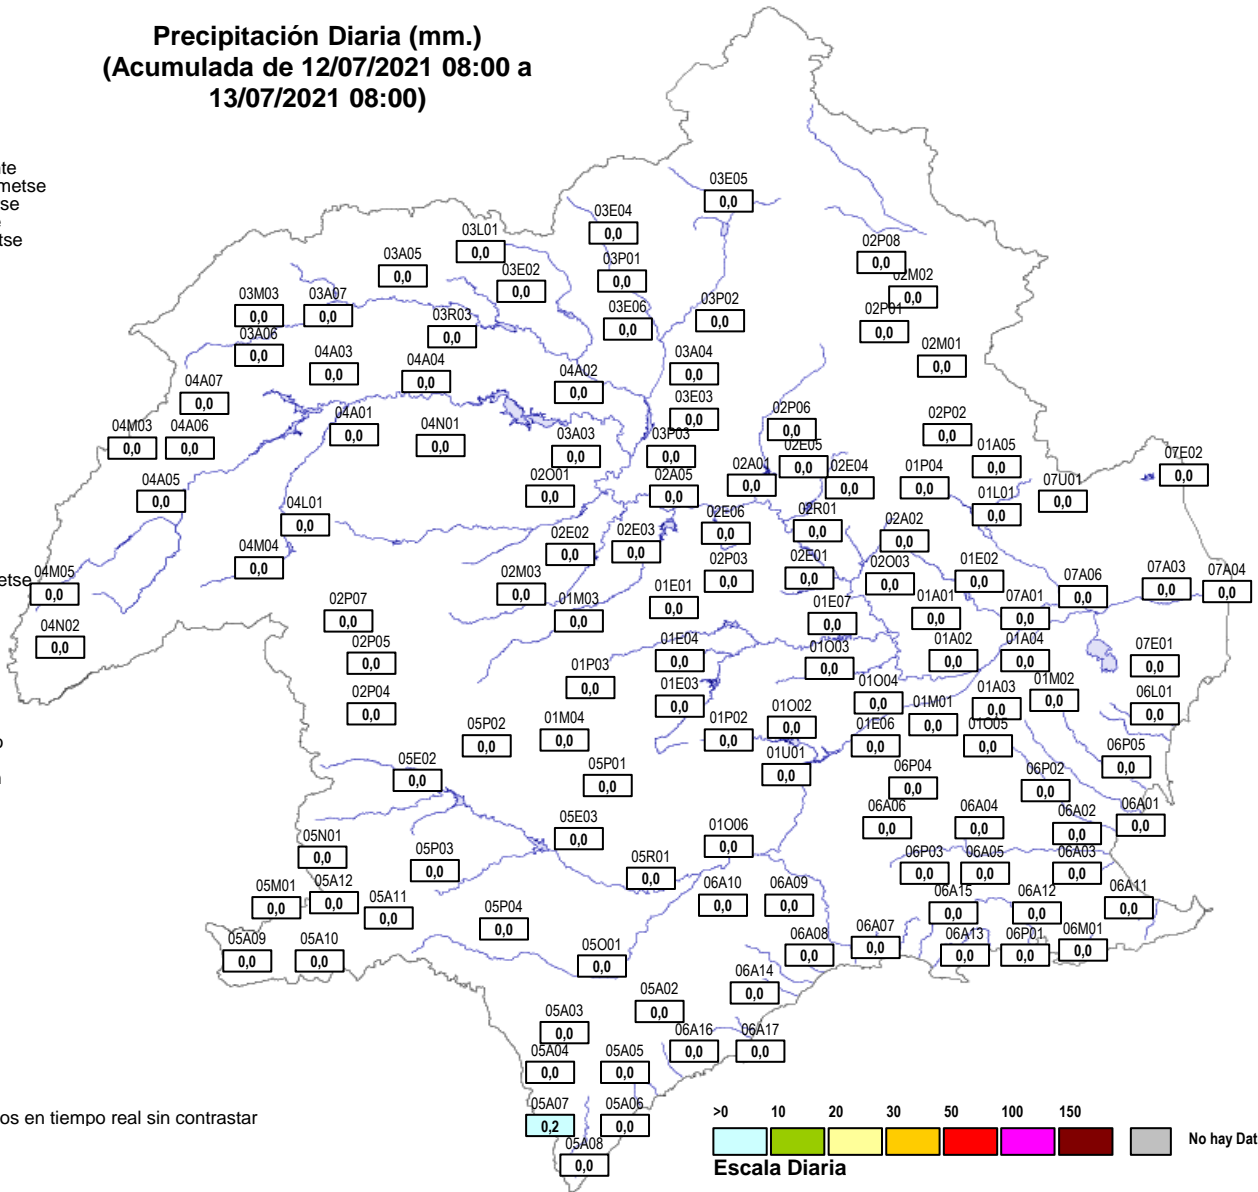 Precipitación Diaria (mm.)
(Acumulada de 12/07/2021 08:00 a
13/07/2021 08:00)
03E05
0,0
03E04
0,0
03L01
0,0
03P01
0,0
03A05
0,0
03E02
0,0
02P08
0,0
02M02
0,0
03M03
0,0
03A07
0,0
03R03
0,0
03E06
0,0
03P02
0,0
02P01
0,0
03A06
0,0
04A03
0,0
04A04
0,0
03A04
0,0
02M01
0,0
04A02
0,0
04A07
0,0
03E03
0,0
04A01
0,0
04N01
0,0
04M03
0,0
04A06
0,0
02P06
0,0
02P02
0,0
03A03
0,0
03P03
0,0
02E05
0,0
01A05
0,0
07E02
0,0
02O01
0,0
02A05
0,0
02A01
0,0
02E04
0,0
01P04
0,0
07U01
0,0
04A05
0,0
01L01
0,0
04L01
0,0
02E06
0,0
02R01
0,0
02A02
0,0
02E02
0,0
02E03
0,0
04M04
0,0
02P03
0,0
02E01
0,0
02O03
0,0
01E02
0,0
07A03
0,0
07A04
0,0
04M05
0,0
02M03
0,0
07A06
0,0
01E01
0,0
01M03
0,0
02P07
0,0
01E07
0,0
01A01
0,0
07A01
0,0
04N02
0,0
02P05
0,0
01E04
0,0
01O03
0,0
01A02
0,0
01A04
0,0
07E01
0,0
01P03
0,0
01E03
0,0
01O04
0,0
01A03
0,0
01M02
0,0
06L01
0,0
02P04
0,0
05P02
0,0
01M04
0,0
01P02
0,0
01O02
0,0
01M01
0,0
01E06
0,0
01O05
0,0
05E02
0,0
05P01
0,0
01U01
0,0
06P04
0,0
06P02
0,0
06P05
0,0
05E03
0,0
01O06
0,0
06A06
0,0
06A04
0,0
06A02
0,0
06A01
0,0
05N01
0,0
05P03
0,0
05R01
0,0
06P03
0,0
06A05
0,0
06A03
0,0
05M01
0,0
05A12
0,0
05A11
0,0
06A10
0,0
06A09
0,0
06A15
0,0
06A12
0,0
06A11
0,0
05P04
0,0
05A09
0,0
05A10
0,0
05O01
0,0
06A08
0,0
06A07
0,0
06A13
0,0
06P01
0,0
06M01
0,0
06A14
0,0
05A02
0,0
05A03
0,0
06A16
0,0
06A17
0,0
05A04
0,0
05A05
0,0
05A07
0,2
05A06
0,0
05A08
0,0
os en tiempo real sin contrastar
>0 10 20 30 50 100 150
No hay Dat
Escala Diaria